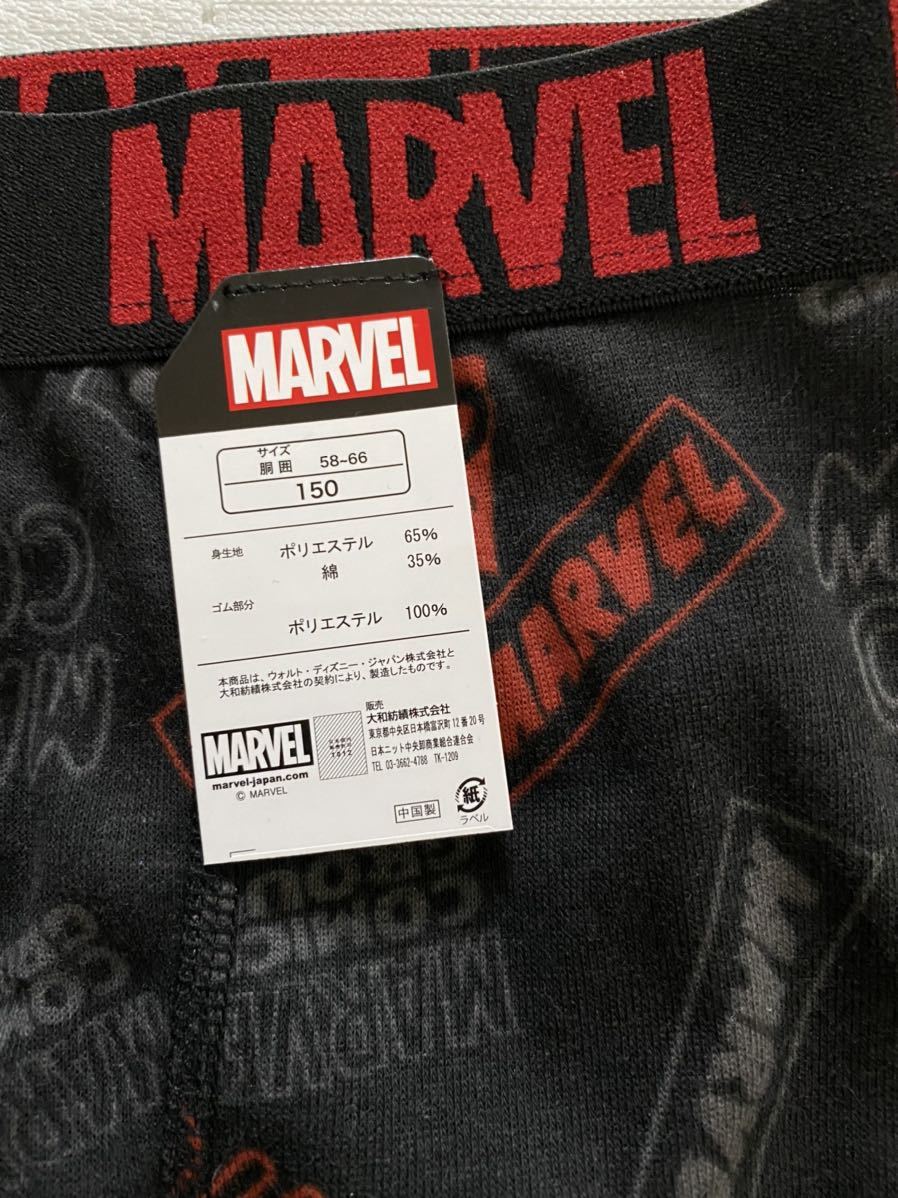 MARVEL
MARVEL
サイズ
胴囲 58~66
150
身生地 ポリエステル 65%
綿 35%
ゴム部分
ポリエステル 100%
本商品は、ウォルト・ディズニー・ジャパン株式会社と
大和紡績株式会社の契約により、製造したものです。
販売
大和紡績株式会社
東京都中央区日本橋富沢町12番20号
日本ニット中央卸商業組合連合会
TEL 03-3662-4788 TK-1209
MARVEL
marvel-japan.com
© MARVEL
1012
中国製
紙
ラベル
MARVEL
COMIC
GROU
MARVE